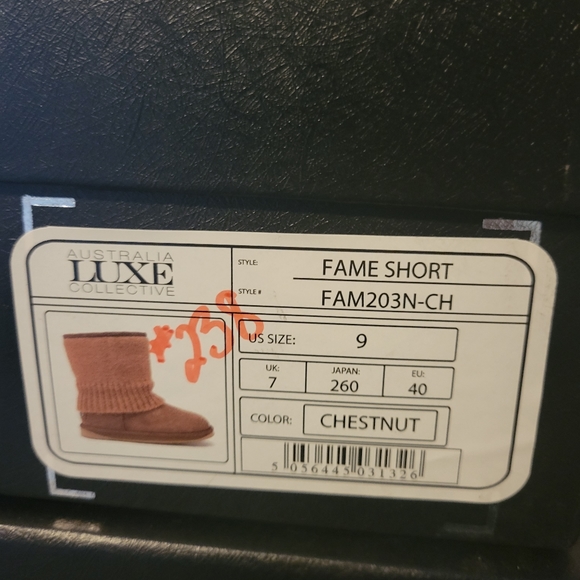 AUSTRALIA
LUXE
COLLECTIVE
STYLE: FAME SHORT
STYLE # FAM203N-CH
#238
US SIZE: 9
UK: JAPAN: EU:
7 260 40
COLOR: CHESTNUT
5 056445 031326